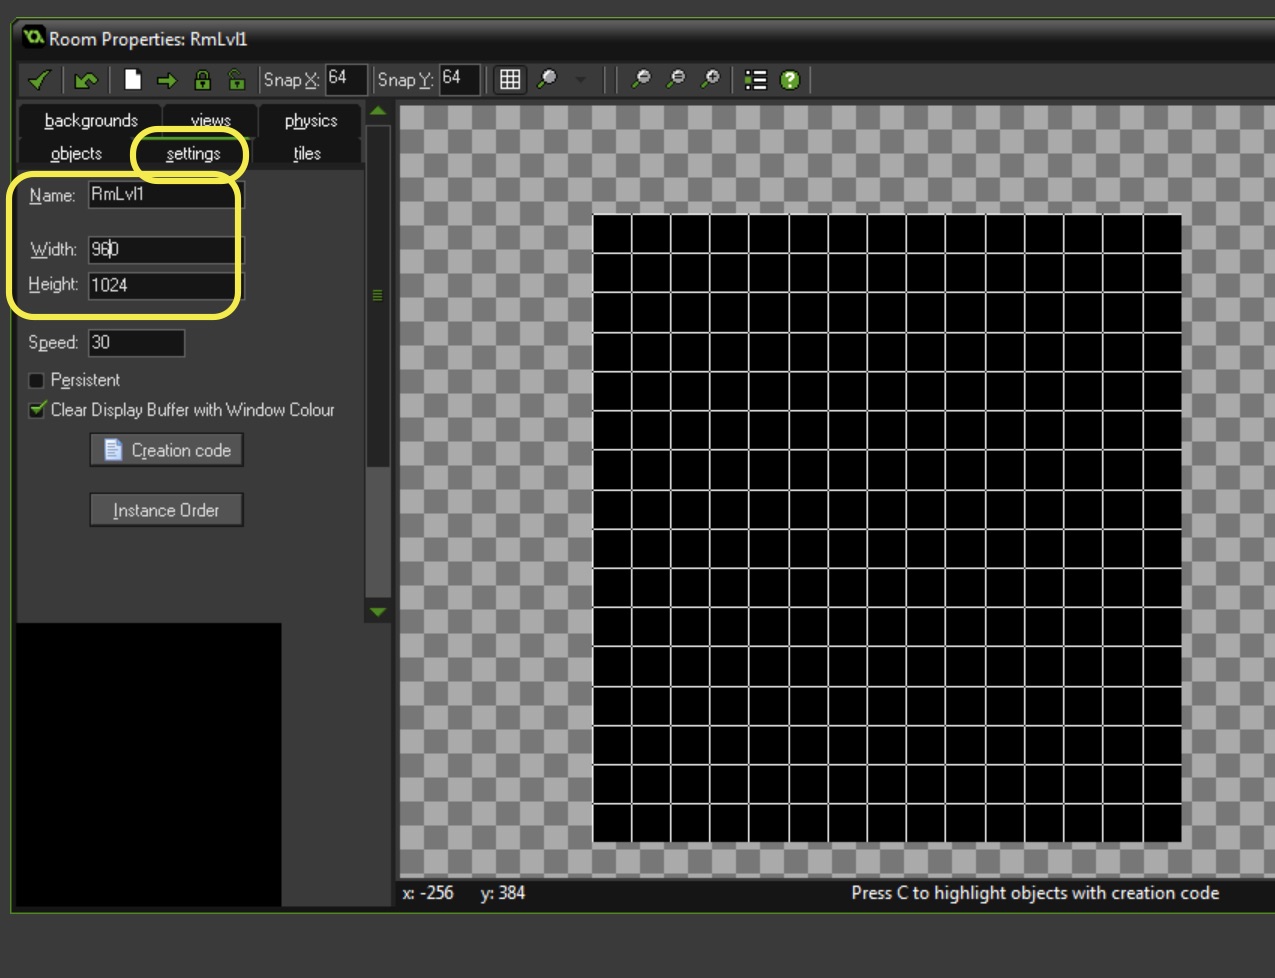 Room Properties: RmLvl1
Snap X: 64 Snap Y: 64
backgrounds views physics
objects settings tiles
Name: RmLvl1
Width: 960
Height: 1024
Speed: 30
Persistent
Clear Display Buffer with Window Colour
Creation code
Instance Order
x: -256 y: 384 Press C to highlight objects with creation code